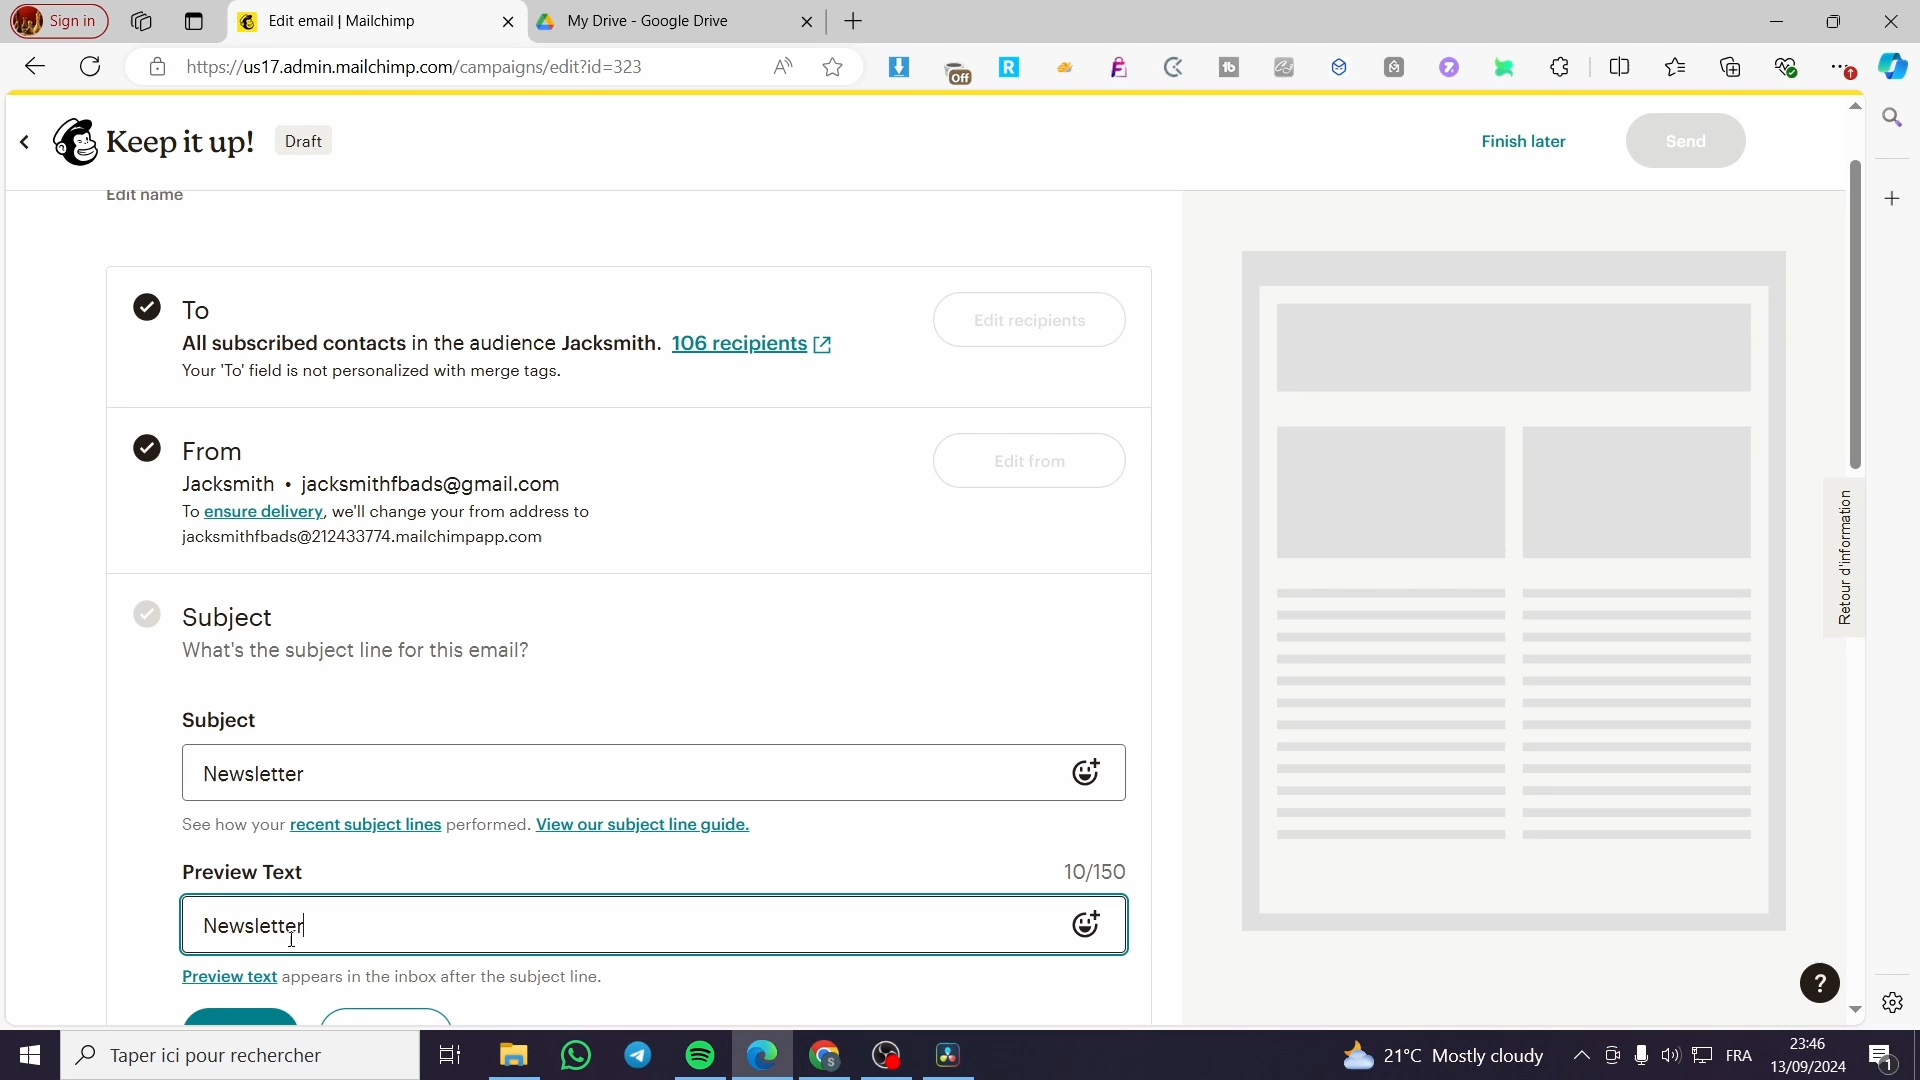 Sign in
Edit email | Mailchimp
My Drive - Google Drive
https://us17.admin.mailchimp.com/campaigns/edit?id=323
Off
Keep it up!
Draft
Finish later
Send
Edit name
To
All subscribed contacts in the audience Jacksmith. 106 recipients
Your 'To' field is not personalized with merge tags.
Edit recipients
From
Jacksmith • jacksmithfbads@gmail.com
To ensure delivery, we'll change your from address to
jacksmithfbads@212433774.mailchimpapp.com
Edit from
Subject
What's the subject line for this email?
Subject
Newsletter
See how your recent subject lines performed. View our subject line guide.
Preview Text
10/150
Newsletter
Preview text appears in the inbox after the subject line.
Retour d'information
?
Taper ici pour rechercher
21°C Mostly cloudy
FRA
23:46
13/09/2024
1